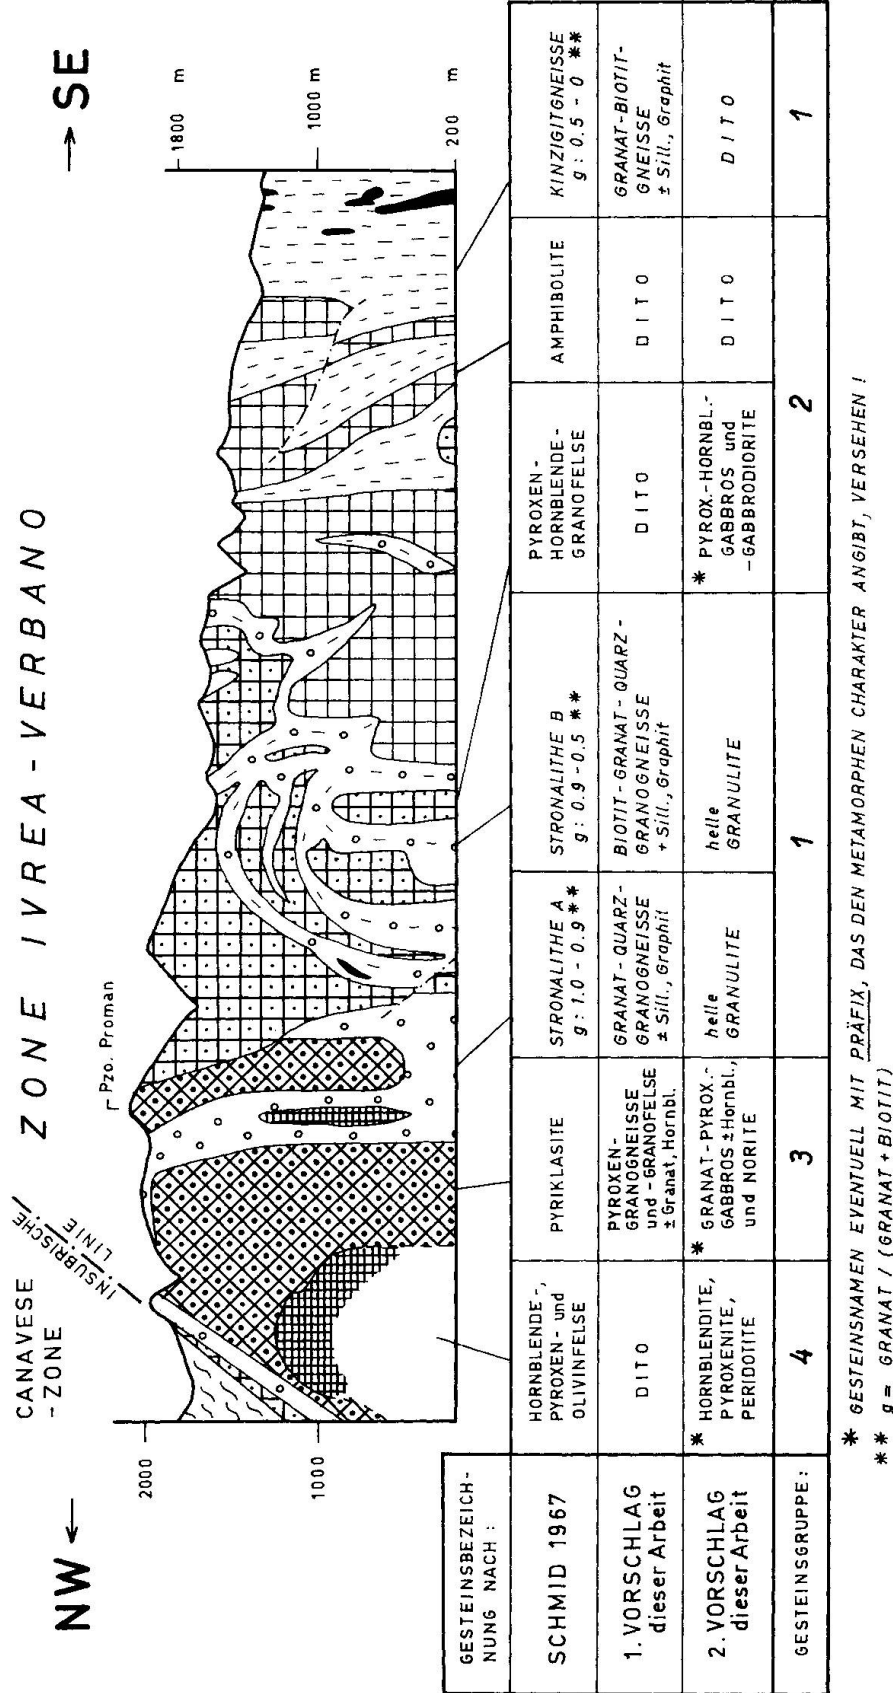 NW ←
→ SE
ZONE IVREA-VERBANO
CANAVESE
-ZONE
INSUBRISCHE
LINIE
Pzo. Proman
2000
1000
1800 m
1000 m
200 m
GESTEINSBEZEICH-
NUNG NACH:
SCHMID 1967
HORNBLENDE-,
PYROXEN- und
OLIVINFELSE
PYRIKLASITE
STRONALITHE A
g: 1.0 - 0.9 **
STRONALITHE B
g: 0.9 - 0.5 **
PYROXEN-
HORNBLENDE-
GRANOFELSE
AMPHIBOLITE
KINZIGITGNEISSE
g: 0.5 - 0 **
1. VORSCHLAG
dieser Arbeit
DITO
PYROXEN-
GRANOGNEISSE
und -GRANOFELSE
± Granat, Hornbl.
GRANAT-QUARZ-
GRANOGNEISSE
± Sill., Graphit
BIOTIT-GRANAT-QUARZ-
GRANOGNEISSE
+ Sill., Graphit
DITO
DITO
GRANAT-BIOTIT-
GNEISSE
± Sill., Graphit
2. VORSCHLAG
dieser Arbeit
* HORNBLENDITE,
PYROXENITE,
PERIDOTITE
* GRANAT-PYROX.-
GABBROS ±Hornbl.,
und NORITE
helle
GRANULITE
helle
GRANULITE
* PYROX.-HORNBL.-
GABBROS und
-GABBRODIORITE
DITO
DITO
GESTEINSGRUPPE:
4
3
1
2
1
* GESTEINSNAMEN EVENTUELL MIT PRÄFIX, DAS DEN METAMORPHEN CHARAKTER ANGIBT, VERSEHEN!
** g = GRANAT / (GRANAT + BIOTIT)